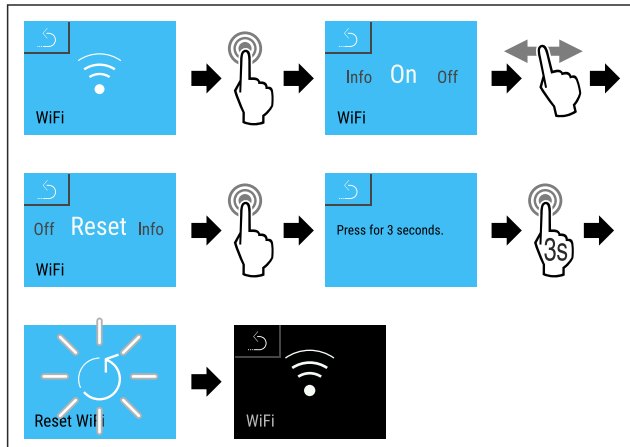 WiFi
Info On Off
WiFi
Off Reset Info
WiFi
Press for 3 seconds.
3s
Reset WiFi
WiFi